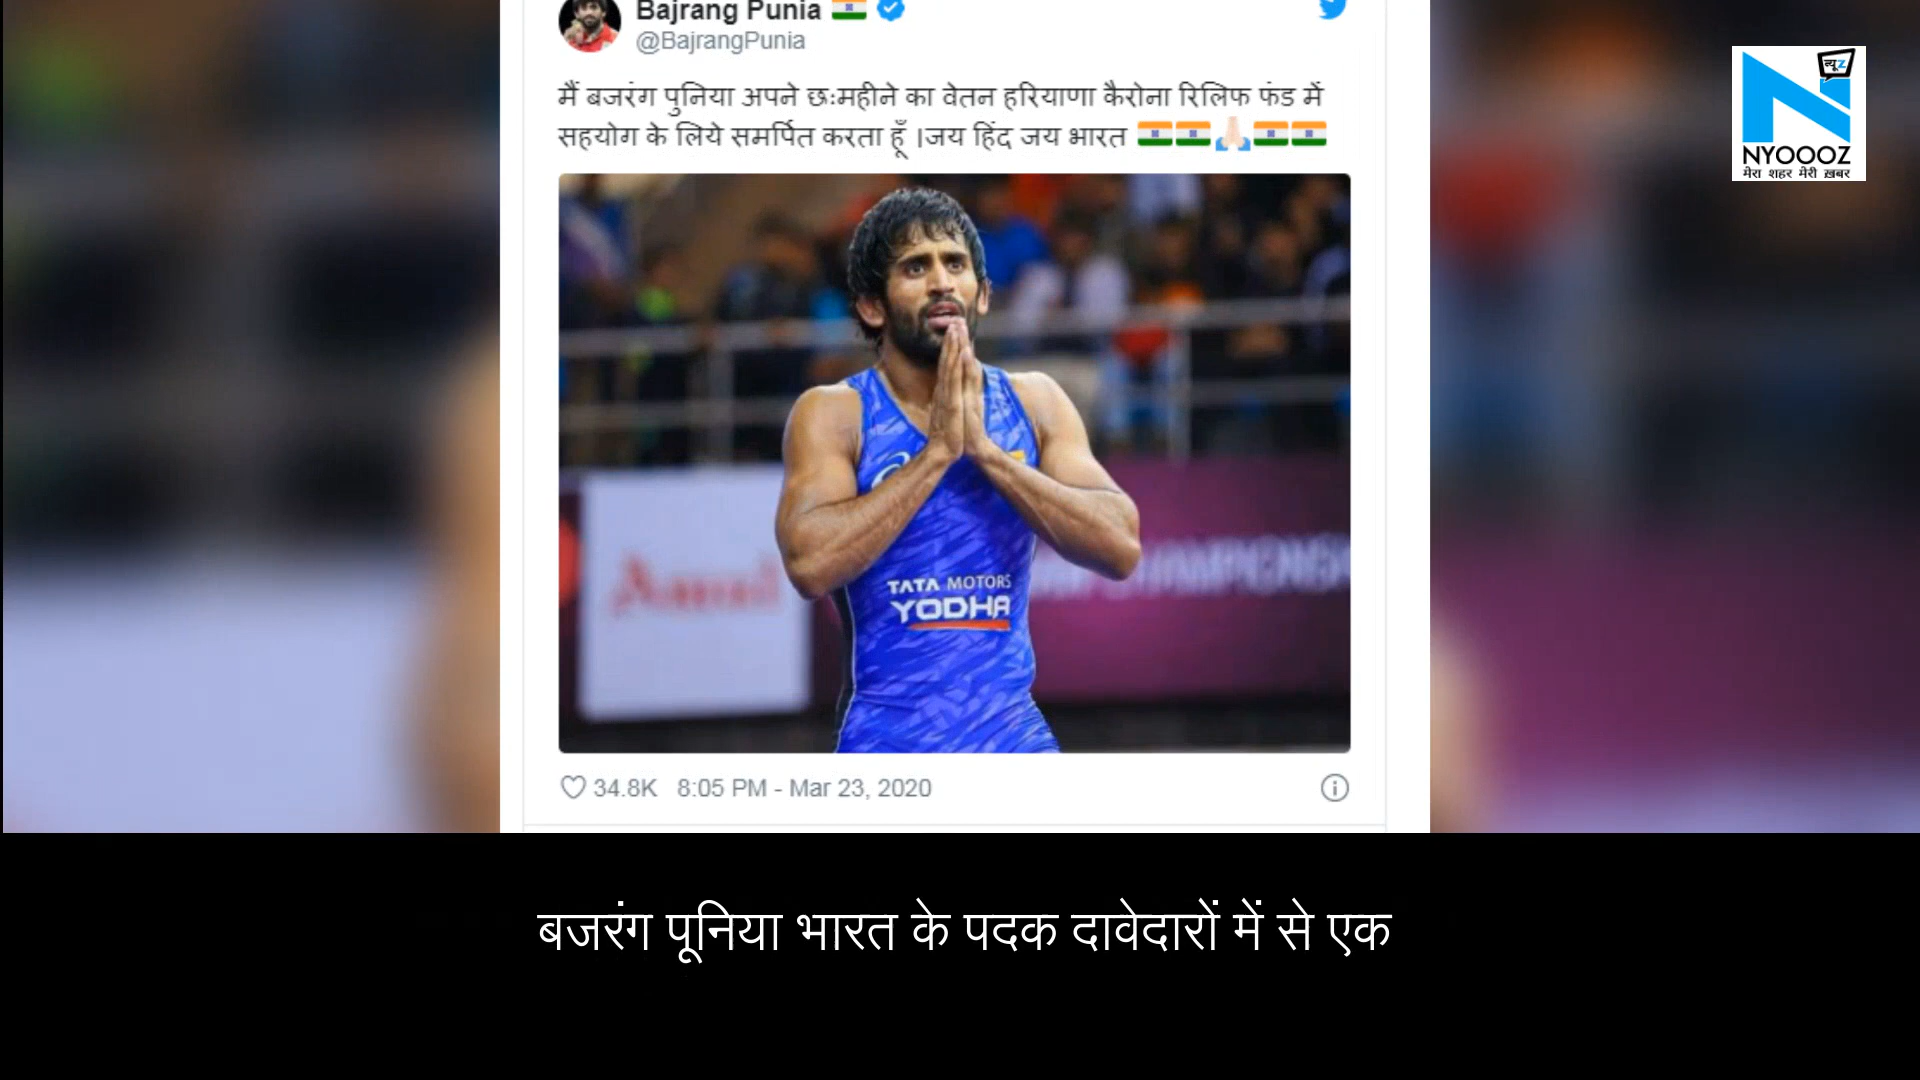 Bajrang Punia
@BajrangPunia
मैं बजरंग पुनिया अपने छःमहीने का वेतन हरियाणा कैरोना रिलिफ फंड में
सहयोग के लिये समर्पित करता हूँ ।जय हिंद जय भारत
Amul
TATA MOTORS
YODHA
34.8K 8:05 PM - Mar 23, 2020
न्यूz
NYOOOZ
मेरा शहर मेरी ख़बर
बजरंग पूनिया भारत के पदक दावेदारों में से एक